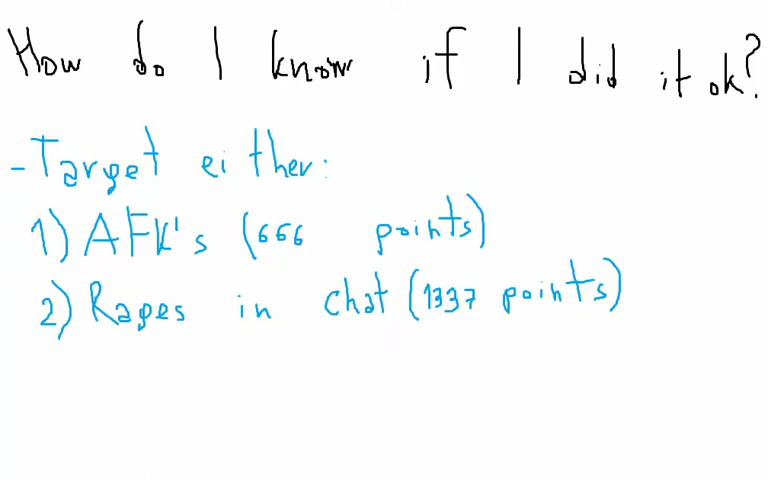 How do I know if I did it ok?
- Target either:
1) AFK's (666 points)
2) Rages in chat (1337 points)